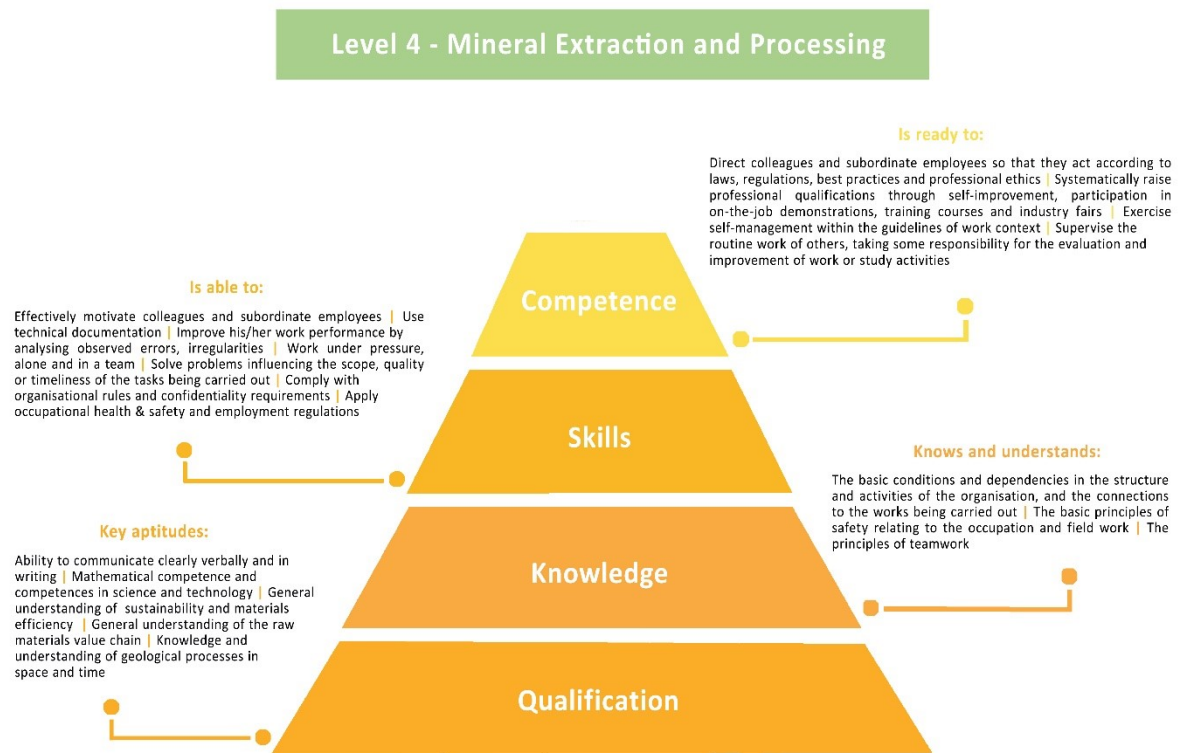 Level 4 - Mineral Extraction and Processing
Is ready to:
Direct colleagues and subordinate employees so that they act according to
laws, regulations, best practices and professional ethics | Systematically raise
professional qualifications through self-improvement, participation in
on-the-job demonstrations, training courses and industry fairs | Exercise
self-management within the guidelines of work context | Supervise the
routine work of others, taking some responsibility for the evaluation and
improvement of work or study activities
Competence
Is able to:
Effectively motivate colleagues and subordinate employees | Use
technical documentation | Improve his/her work performance by
analysing observed errors, irregularities | Work under pressure,
alone and in a team | Solve problems influencing the scope, quality
or timeliness of the tasks being carried out | Comply with
organisational rules and confidentiality requirements | Apply
occupational health & safety and employment regulations
Skills
Knows and understands:
The basic conditions and dependencies in the structure
and activities of the organisation, and the connections
to the works being carried out | The basic principles of
safety relating to the occupation and field work | The
principles of teamwork
Knowledge
Key aptitudes:
Ability to communicate clearly verbally and in
writing | Mathematical competence and
competences in science and technology | General
understanding of sustainability and materials
efficiency | General understanding of the raw
materials value chain | Knowledge and
understanding of geological processes in
space and time
Qualification